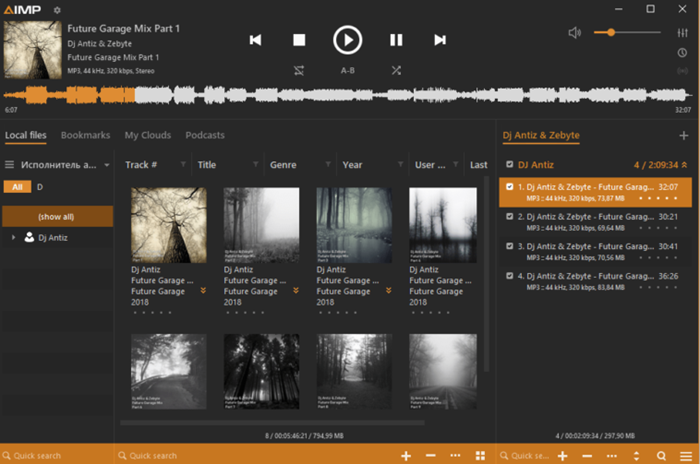 AIMP
Future Garage Mix Part 1
Dj Antiz & Zebyte
Future Garage Mix Part 1
MP3, 44 kHz, 320 kbps, Stereo
A-B
6:07
32:07
Local files
Bookmarks
My Clouds
Podcasts
Исполнитель а...
All
D
(show all)
Dj Antiz
Track #
Title
Genre
Year
User ...
Last
Dj Antiz
Future Garage ...
Future Garage
2018
Dj Antiz
Future Garage ...
Future Garage
2018
Dj Antiz
Future Garage ...
Future Garage
2018
Dj Antiz
Future Garage
Future Garage
2018
8 / 00:05:46:21 / 794,99 MB
Quick search
Quick search
Dj Antiz & Zebyte
DJ Antiz
4 / 2:09:34
1. Dj Antiz & Zebyte - Future Garag...
32:07
MP3 :: 44 kHz, 320 kbps, 73,87 MB
2. Dj Antiz & Zebyte - Future Garag...
30:21
MP3 :: 44 kHz, 320 kbps, 69,64 MB
3. Dj Antiz & Zebyte - Future Garag...
30:41
MP3 :: 44 kHz, 320 kbps, 70,56 MB
4. Dj Antiz & Zebyte - Future Garag...
36:26
MP3 :: 44 kHz, 320 kbps, 83,84 MB
4 / 00:02:09:34 / 297,90 MB
Quick se...